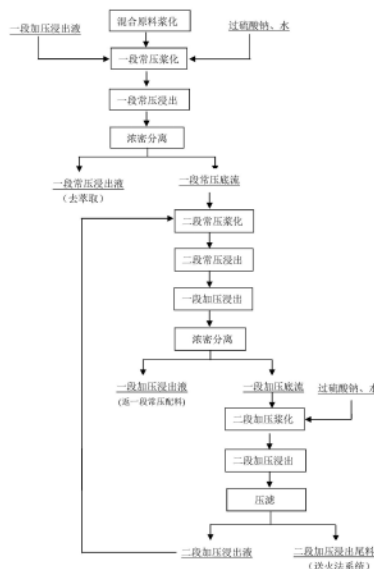 混合原料浆化
一段加压浸出液
过硫酸钠、水
一段常压浆化
一段常压浸出
浓密分离
一段常压浸出液
（去萃取）
一段常压底流
二段常压浆化
二段常压浸出
一段加压浸出
浓密分离
一段加压浸出液
(返一段常压配料)
一段加压底流
过硫酸钠、水
二段加压浆化
二段加压浸出
压滤
二段加压浸出液
二段加压浸出尾料
（送火法系统）